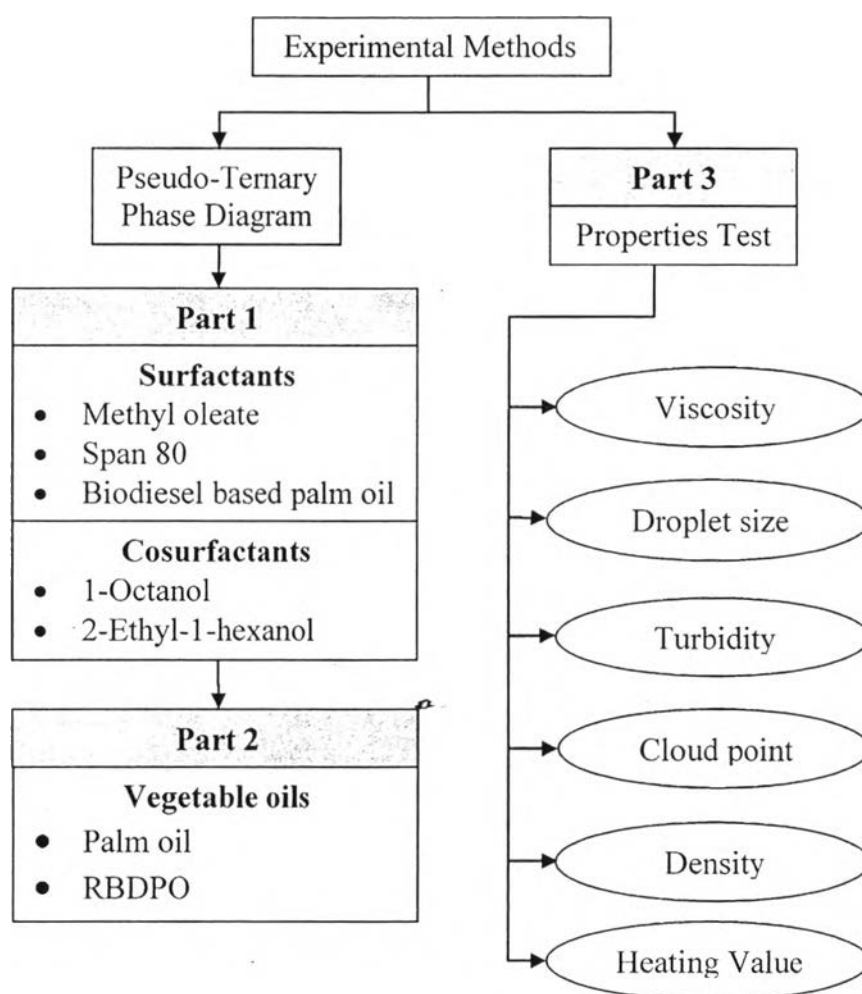 Experimental Methods
Pseudo-Ternary
Phase Diagram
Part 1
Surfactants
• Methyl oleate
• Span 80
• Biodiesel based palm oil
Cosurfactants
• 1-Octanol
• 2-Ethyl-1-hexanol
Part 2
Vegetable oils
• Palm oil
• RBDPO
Part 3
Properties Test
Viscosity
Droplet size
Turbidity
Cloud point
Density
Heating Value